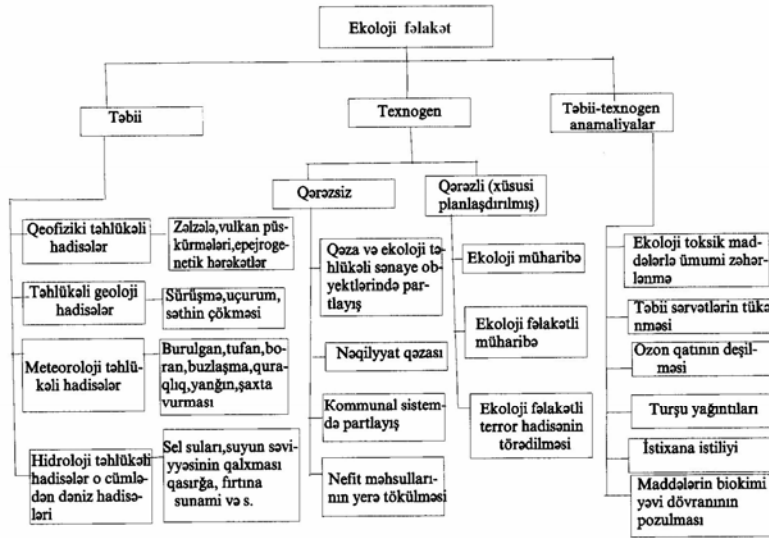 Ekoloji fəlakət
Təbii
Texnogen
Təbii-texnogen
anamaliyalar
Qərəzsiz
Qərəzli (xüsusi
planlaşdırılmış)
Qeofiziki təhlükəli
hadisələr
Zəlzələ,vulkan püs-
kürmələri,epejroge-
netik hərəkətlər
Təhlükəli geoloji
hadisələr
Sürüşmə,uçurum,
səthin çökməsi
Meteoroloji təhlü-
kəli hadisələr
Burulgan,tufan,bo-
ran,buzlaşma,qura-
qlıq,yanğın,şaxta
vurması
Hidroloji təhlükəli
hadisələr o cümlə-
dən dəniz hadisə-
ləri
Sel suları,suyun səvi-
yyəsinin qalxması
qasırğa, fırtına
sunami və s.
Qəza və ekoloji tə-
hlükəli sənaye ob-
yektlərində part-
layış
Nəqilyyat qəzası
Kommunal sistem-
də partlayış
Nefit məhsulları-
nın yerə tökülməsi
Ekoloji müharibə
Ekoloji fəlakətli
müharibə
Ekoloji fəlakətli
terror hadisənin
törədilməsi
Ekoloji toksik mad-
dələrlə ümumi zəhər-
lənmə
Təbii sərvətlərin tükə
nməsi
Ozon qatının deşil-
məsi
Turşu yağıntıları
İstixana istiliyi
Maddələrin biokimi
yəvi dövranının
pozulması